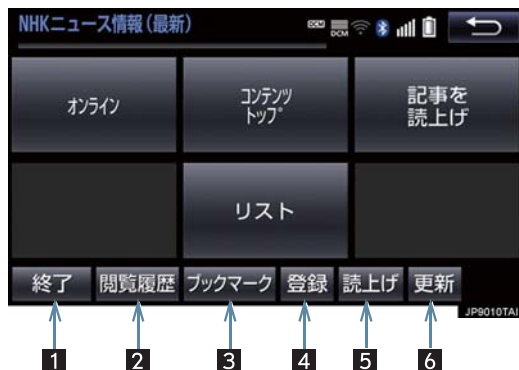 NHKニュース情報(最新)
DCM DCM
オンライン
コンテンツ
トップ
記事を
読上げ
リスト
終了 閲覧履歴 ブックマーク 登録 読上げ 更新
JP9010TAI
1 2 3 4 5 6